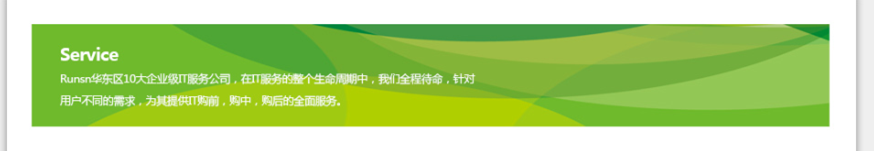 Service
Runsn华东区10大企业级IT服务公司，在IT服务的整个生命周期中，我们全程待命，针对
用户不同的需求，为其提供IT购前，购中，购后的全面服务。